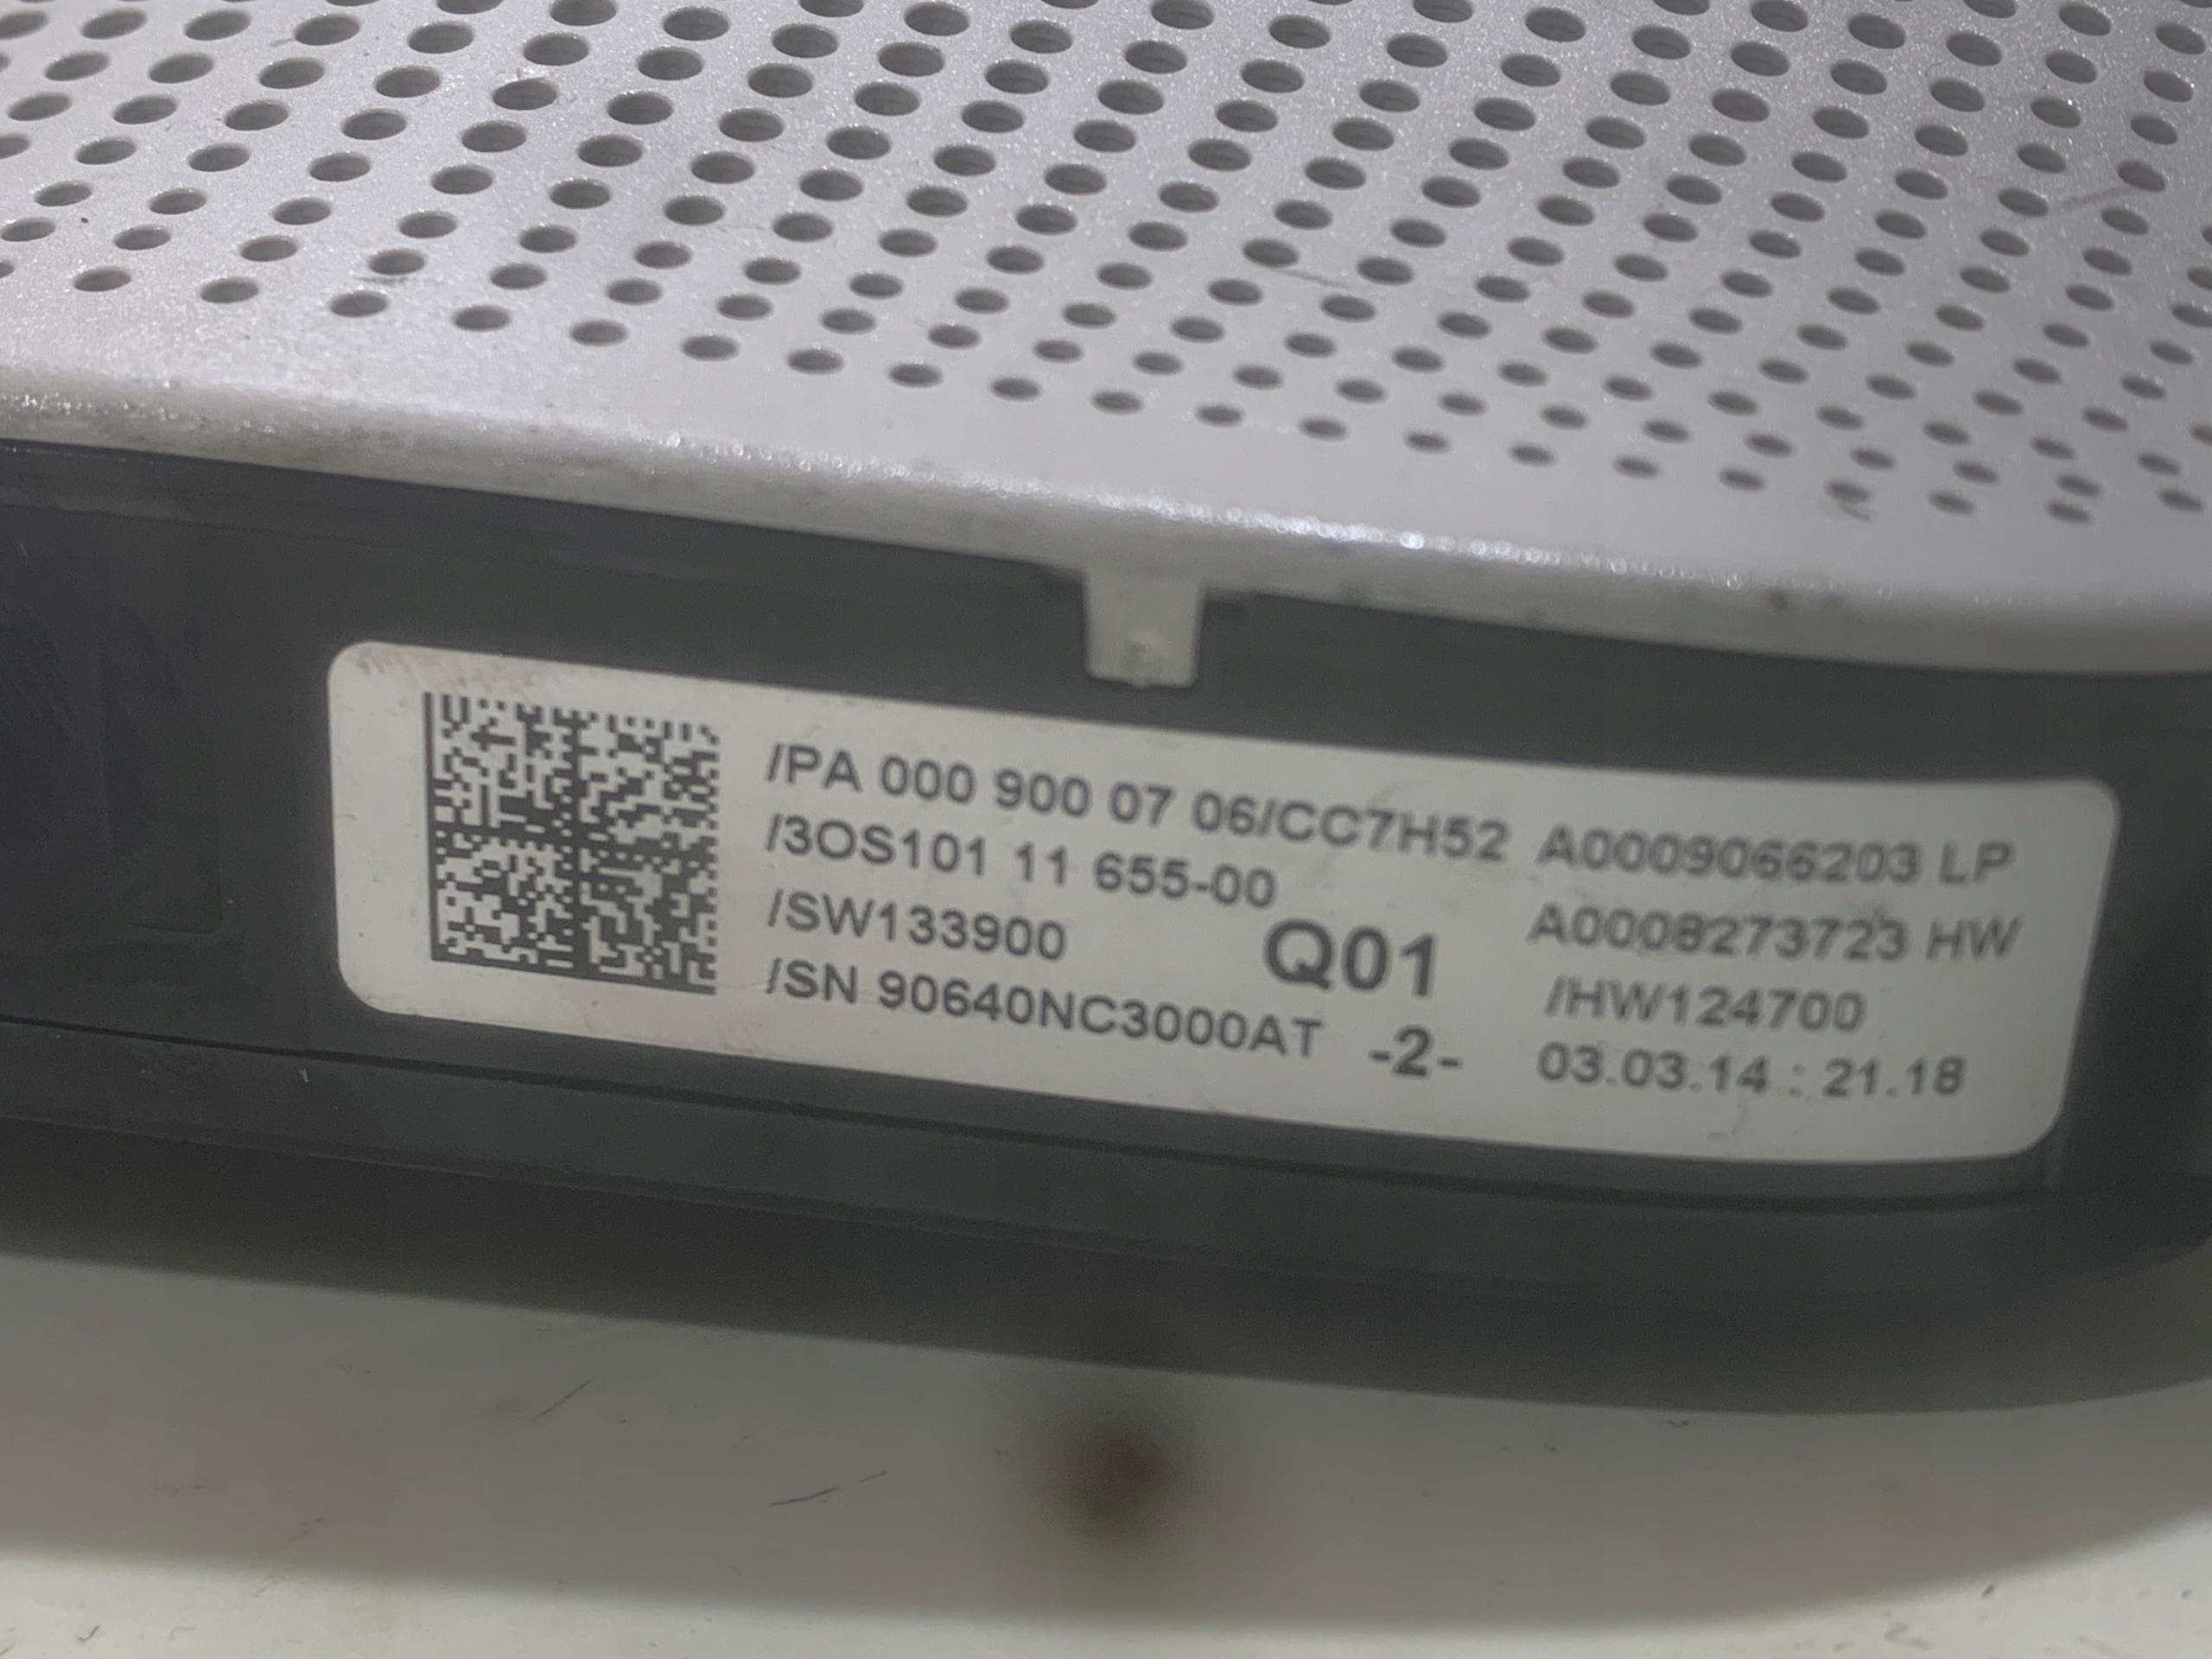 /PA 000 900 07 06/CC7H52 A0009066203 LP
/3OS101 11 655-00
A0008273723 HW
/SW133900 Q01
/HW124700
/SN 90640NC3000AT -2- 03.03.14 : 21.18